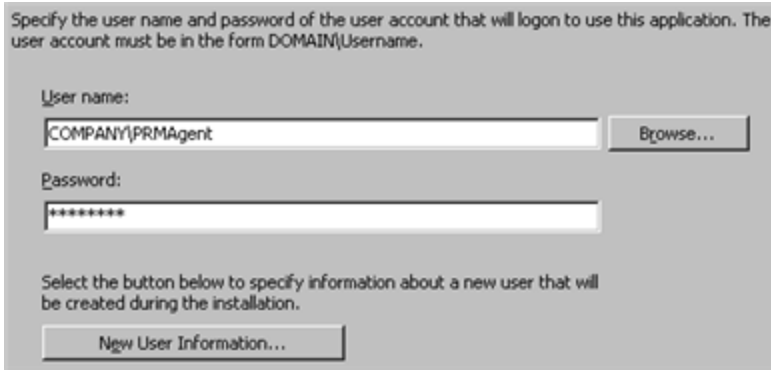 Specify the user name and password of the user account that will logon to use this application. The
user account must be in the form DOMAIN\Username.
User name:
COMPANY\PRMAgent
Browse...
Password:
********
Select the button below to specify information about a new user that will
be created during the installation.
New User Information...